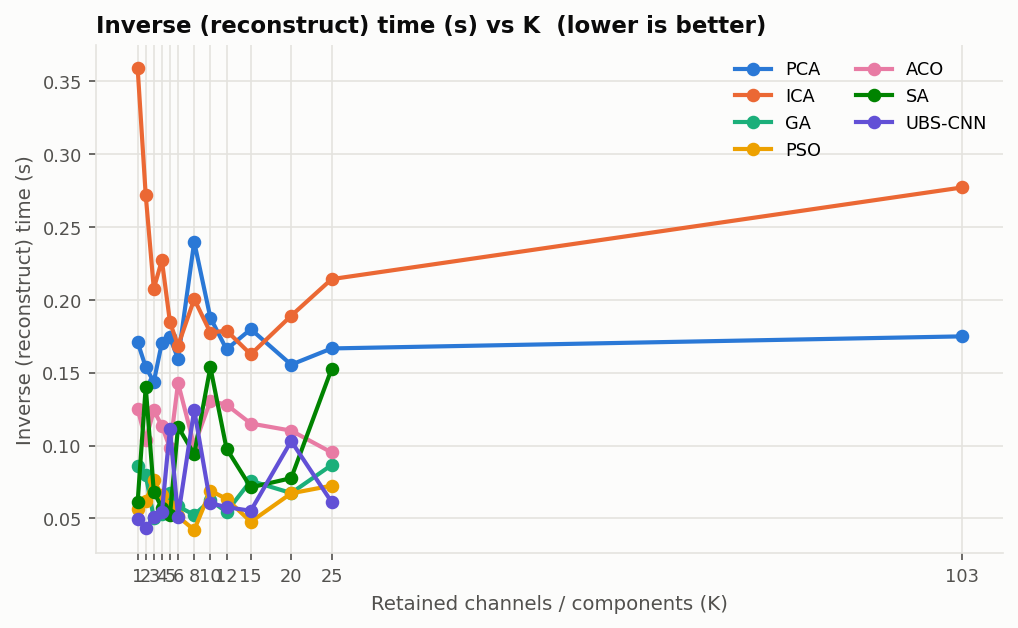 Inverse (reconstruct) time (s) vs K  (lower is better)
PCA
ICA
GA
PSO
ACO
SA
UBS-CNN
Inverse (reconstruct) time (s)
0.35
0.30
0.25
0.20
0.15
0.10
0.05
1 2 3 4 5 6 8 10 12 15 20 25 103
Retained channels / components (K)